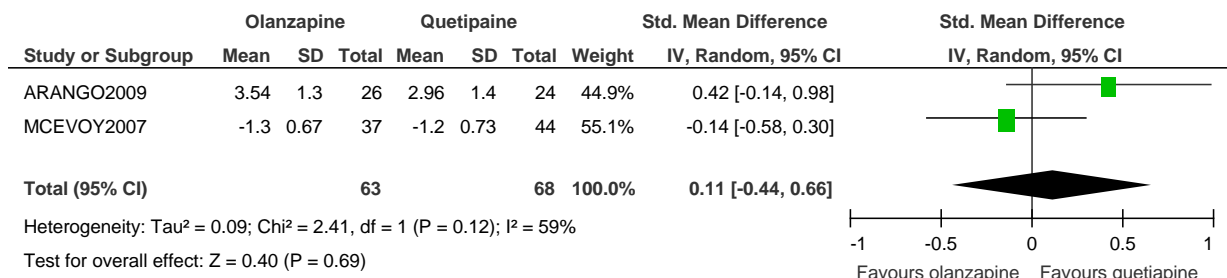 Olanzapine Quetipaine Std. Mean Difference Std. Mean Difference
Study or Subgroup Mean SD Total Mean SD Total Weight IV, Random, 95% CI IV, Random, 95% CI
ARANGO2009 3.54 1.3 26 2.96 1.4 24 44.9% 0.42 [-0.14, 0.98]
MCEVOY2007 -1.3 0.67 37 -1.2 0.73 44 55.1% -0.14 [-0.58, 0.30]
Total (95% CI) 63 68 100.0% 0.11 [-0.44, 0.66]
Heterogeneity: Tau² = 0.09; Chi² = 2.41, df = 1 (P = 0.12); I² = 59%
Test for overall effect: Z = 0.40 (P = 0.69)
-1 -0.5 0 0.5 1
Favours olanzapine Favours quetiapine